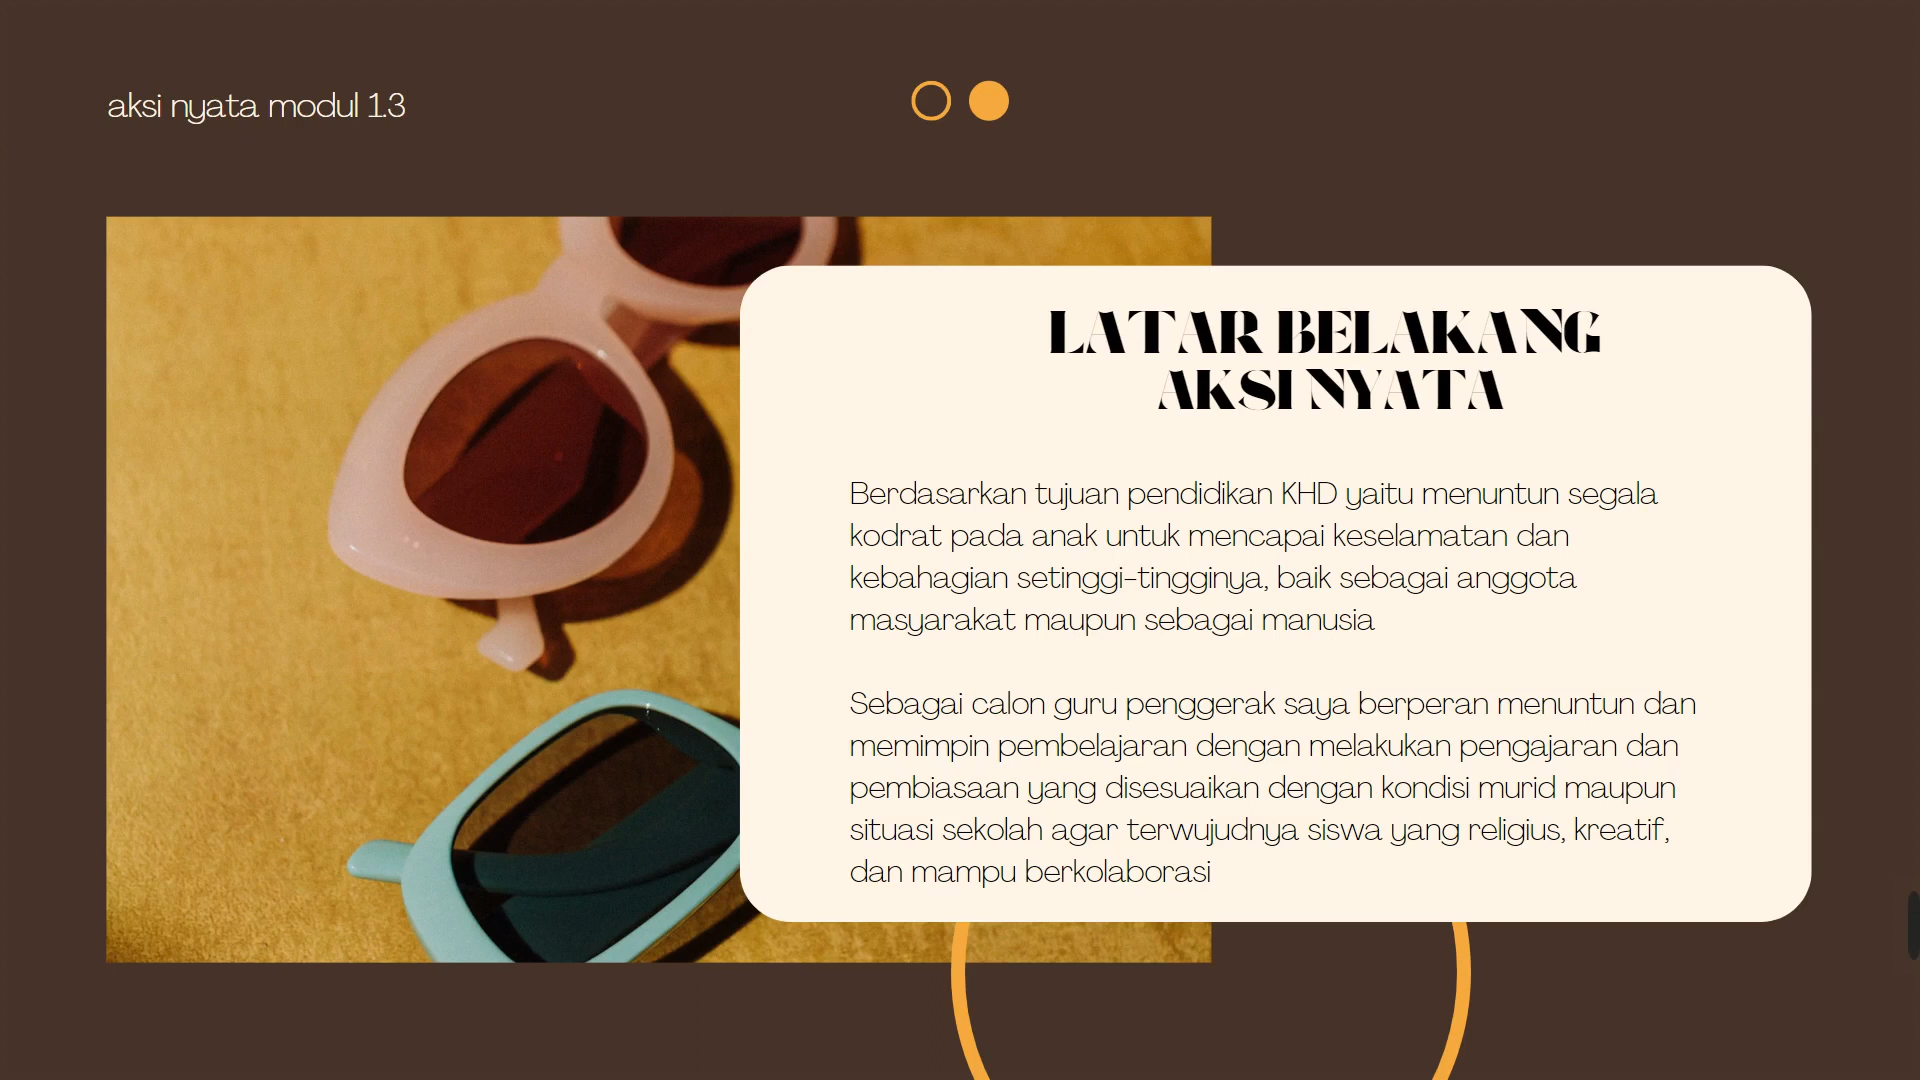 aksi nyata modul 1.3
LATAR BELAKANG
AKSI NYATA
Berdasarkan tujuan pendidikan KHD yaitu menuntun segala
kodrat pada anak untuk mencapai keselamatan dan
kebahagian setinggi-tingginya, baik sebagai anggota
masyarakat maupun sebagai manusia
Sebagai calon guru penggerak saya berperan menuntun dan
memimpin pembelajaran dengan melakukan pengajaran dan
pembiasaan yang disesuaikan dengan kondisi murid maupun
situasi sekolah agar terwujudnya siswa yang religius, kreatif,
dan mampu berkolaborasi